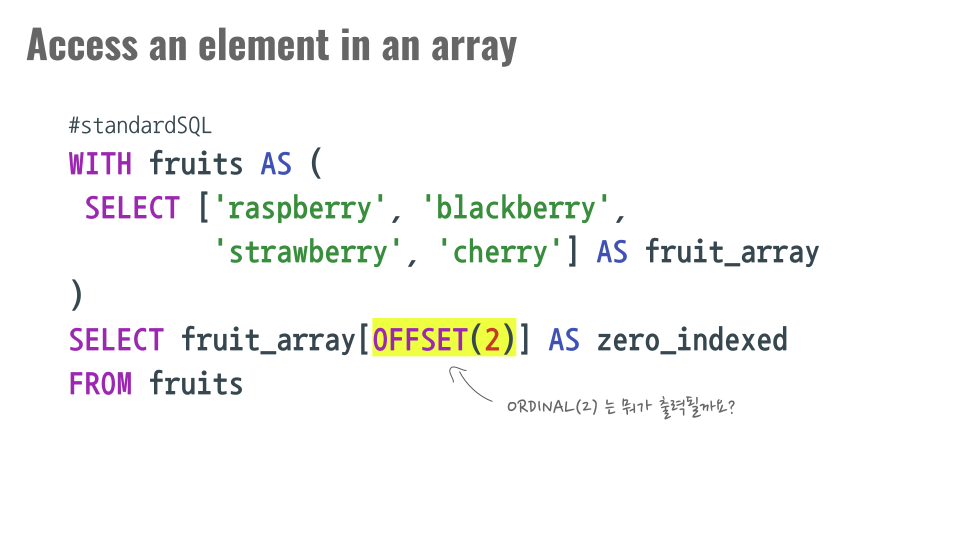 Access an element in an array
#standardSQL
WITH fruits AS (
SELECT ['raspberry', 'blackberry',
'strawberry', 'cherry'] AS fruit_array
)
SELECT fruit_array[OFFSET(2)] AS zero_indexed
FROM fruits
ORDINAL(2) 는 뭐가 출력될까요?